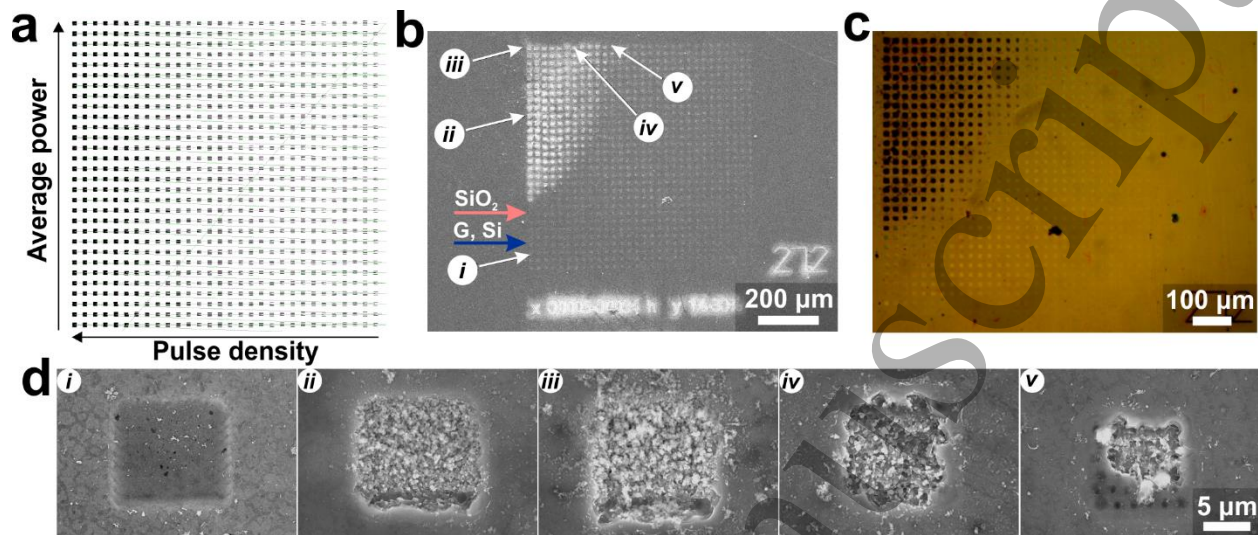 a
Average power
Pulse density
b
iii
ii
iv
v
SiO₂
G, Si
i
272
200 µm
c
100 µm
d
i
ii
iii
iv
v
5 µm